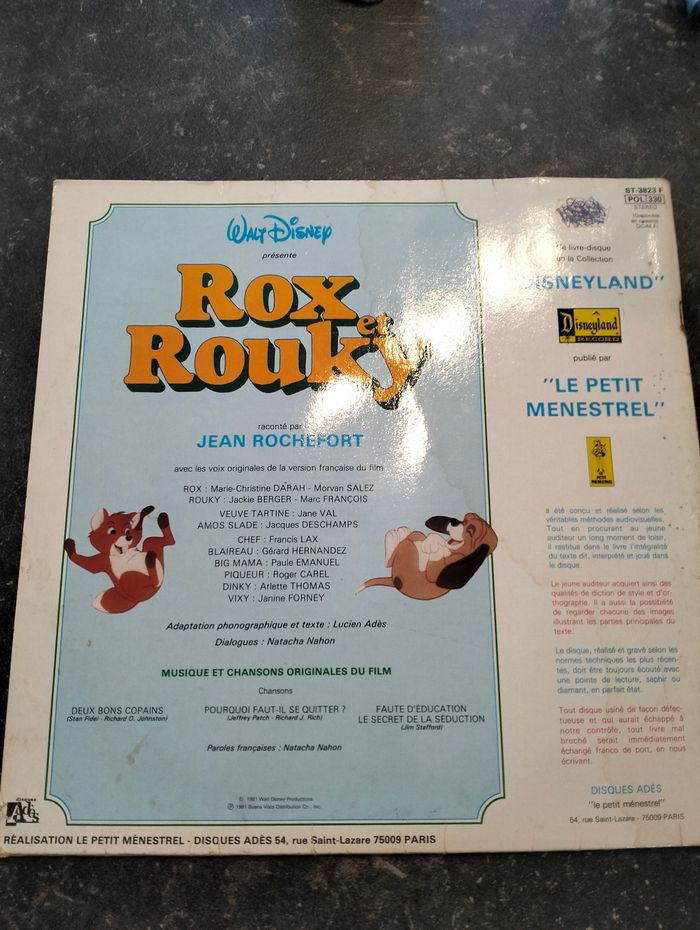 WALT DISNEY
présente
Rox
et
Rouky
raconté par
JEAN ROCHEFORT
avec les voix originales de la version française du film
ROX : Marie-Christine DARAH - Morvan SALEZ
ROUKY : Jackie BERGER - Marc FRANÇOIS
VEUVE TARTINE : Jane VAL
AMOS SLADE : Jacques DESCHAMPS
CHEF : Francis LAX
BLAIREAU : Gérard HERNANDEZ
BIG MAMA : Paule EMANUEL
PIQUEUR : Roger CAREL
DINKY : Arlette THOMAS
VIXY : Janine FORNEY
Adaptation phonographique et texte : Lucien Adès
Dialogues : Natacha Nahon
MUSIQUE ET CHANSONS ORIGINALES DU FILM
Chansons
DEUX BONS COPAINS
(Stan Fidel - Richard O. Johnston)
POURQUOI FAUT-IL SE QUITTER ?
(Jeffrey Patch - Richard J. Rich)
FAUTE D'ÉDUCATION
LE SECRET DE LA SÉDUCTION
(Jim Stafford)
Paroles françaises : Natacha Nahon
© 1981 Walt Disney Productions
℗ 1981 Buena Vista Distribution Co., Inc.
disques
Adès
RÉALISATION LE PETIT MÉNESTREL - DISQUES ADÈS 54, rue Saint-Lazare 75009 PARIS
ST-3823 F
POL 330
STEREO
(Disponible
en cassette
livre-disque
la Collection
ISNEYLAND"
Disneyland
RECORD
publié par
"LE PETIT
MENESTREL"
PETIT
MENESTREL
a été conçu et réalisé selon les
véritables méthodes audiovisuelles.
Tout en procurant au jeune
auditeur un long moment de loisir,
il restitue dans le livre l'intégralité
du texte dit, interprété et joué dans
le disque.
Le jeune auditeur acquiert ainsi des
qualités de diction de style et d'or-
thographe. Il a aussi la possibilité
de regarder chacune des images
illustrant les parties principales du
texte.
Le disque, réalisé et gravé selon les
normes techniques les plus récen-
tes, doit être toujours écouté avec
une pointe de lecture, saphir ou
diamant, en parfait état.
Tout disque usiné de façon défec-
tueuse et qui aurait échappé à
notre contrôle, tout livre mal
broché serait immédiatement
échangé franco de port, en nous
écrivant.
DISQUES ADÈS
"le petit ménestrel"
54, rue Saint-Lazare - 75009 PARIS